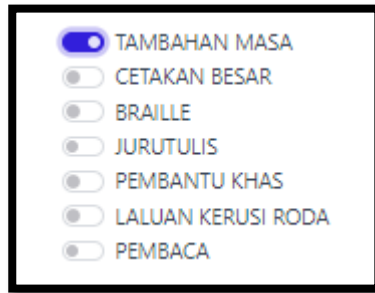 TAMBAHAN MASA
CETAKAN BESAR
BRAILLE
JURUTULIS
PEMBANTU KHAS
LALUAN KERUSI RODA
PEMBACA